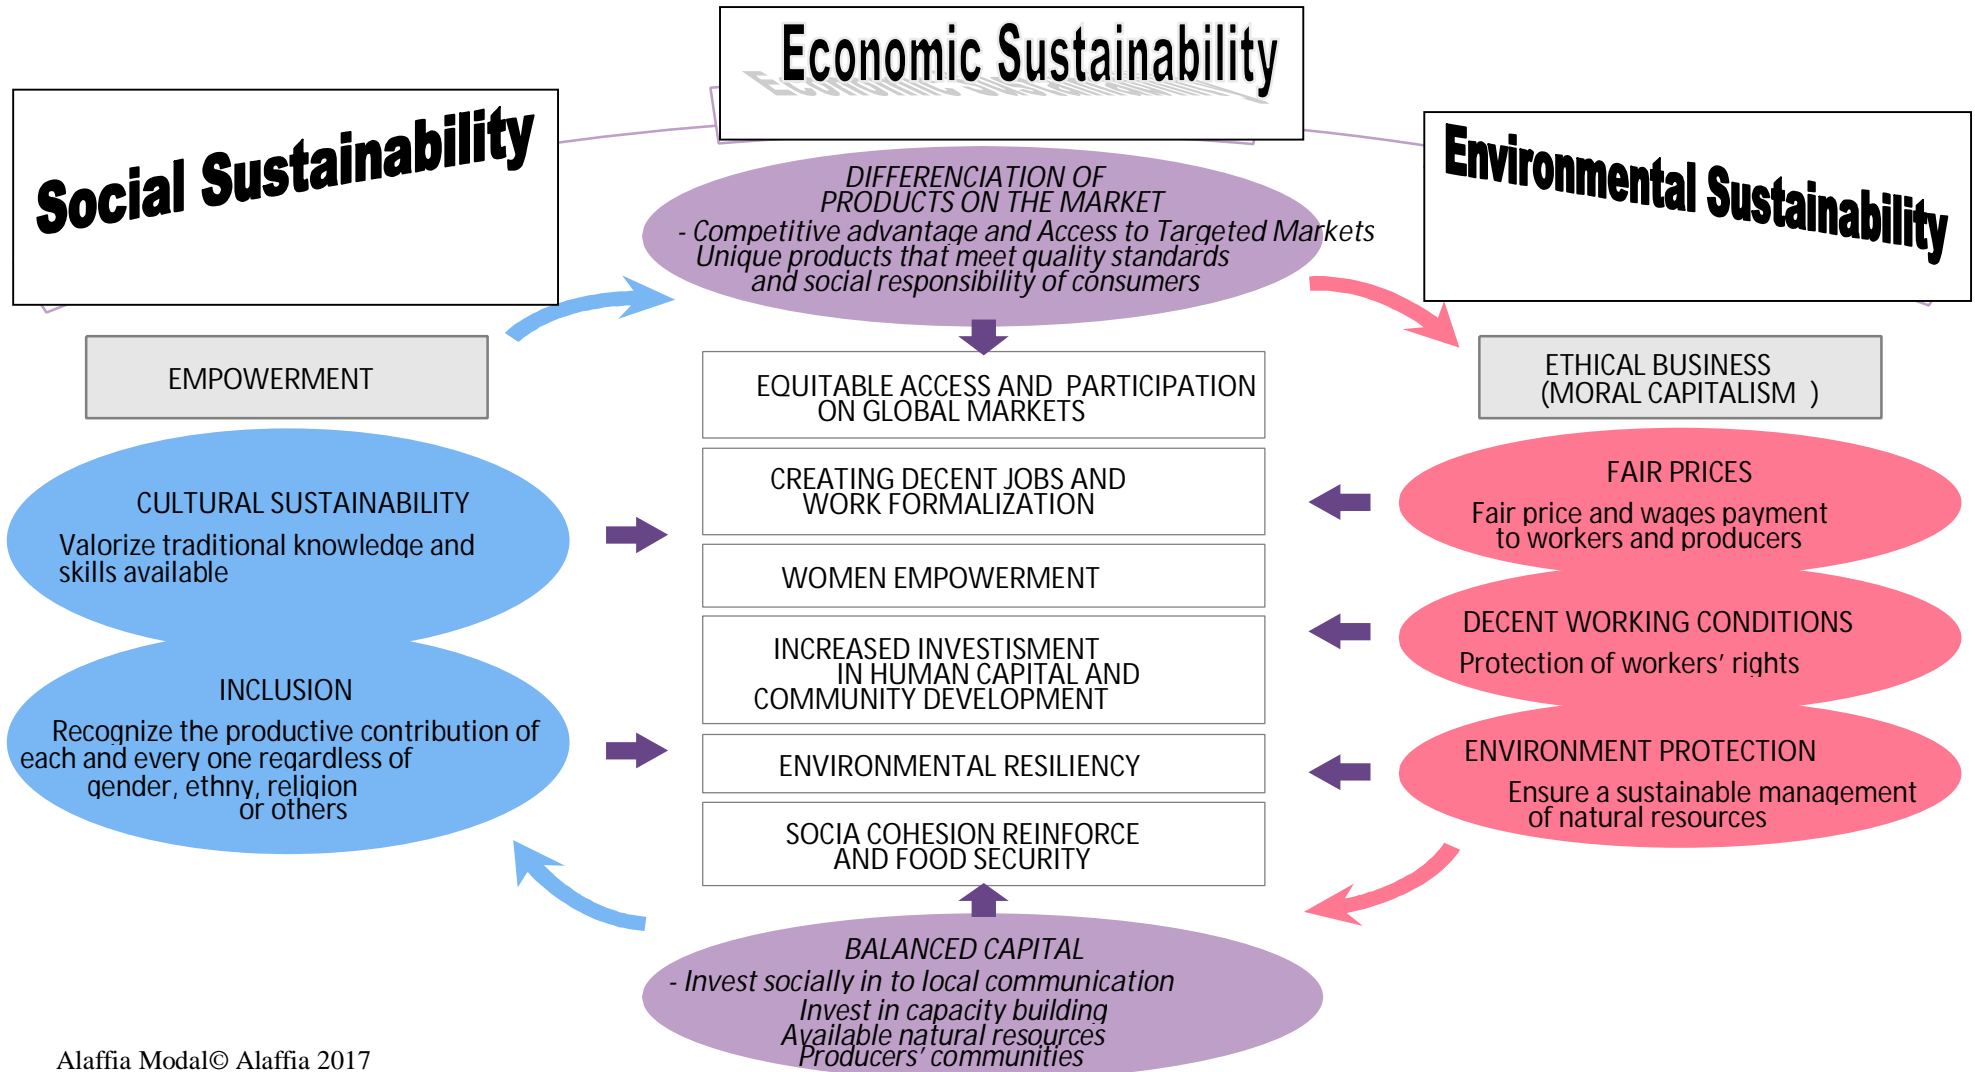 Economic Sustainability
Social Sustainability
Environmental Sustainability
DIFFERENCIATION OF
PRODUCTS ON THE MARKET
- Competitive advantage and Access to Targeted Markets
Unique products that meet quality standards
and social responsibility of consumers
EMPOWERMENT
ETHICAL BUSINESS
(MORAL CAPITALISM )
EQUITABLE ACCESS AND PARTICIPATION
ON GLOBAL MARKETS
CREATING DECENT JOBS AND
WORK FORMALIZATION
WOMEN EMPOWERMENT
INCREASED INVESTISMENT
IN HUMAN CAPITAL AND
COMMUNITY DEVELOPMENT
ENVIRONMENTAL RESILIENCY
SOCIA COHESION REINFORCE
AND FOOD SECURITY
CULTURAL SUSTAINABILITY
Valorize traditional knowledge and
skills available
INCLUSION
Recognize the productive contribution of
each and every one regardless of
gender, ethny, religion
or others
FAIR PRICES
Fair price and wages payment
to workers and producers
DECENT WORKING CONDITIONS
Protection of workers’ rights
ENVIRONMENT PROTECTION
Ensure a sustainable management
of natural resources
BALANCED CAPITAL
- Invest socially in to local communication
Invest in capacity building
Available natural resources
Producers’ communities
Alaffia Modal© Alaffia 2017